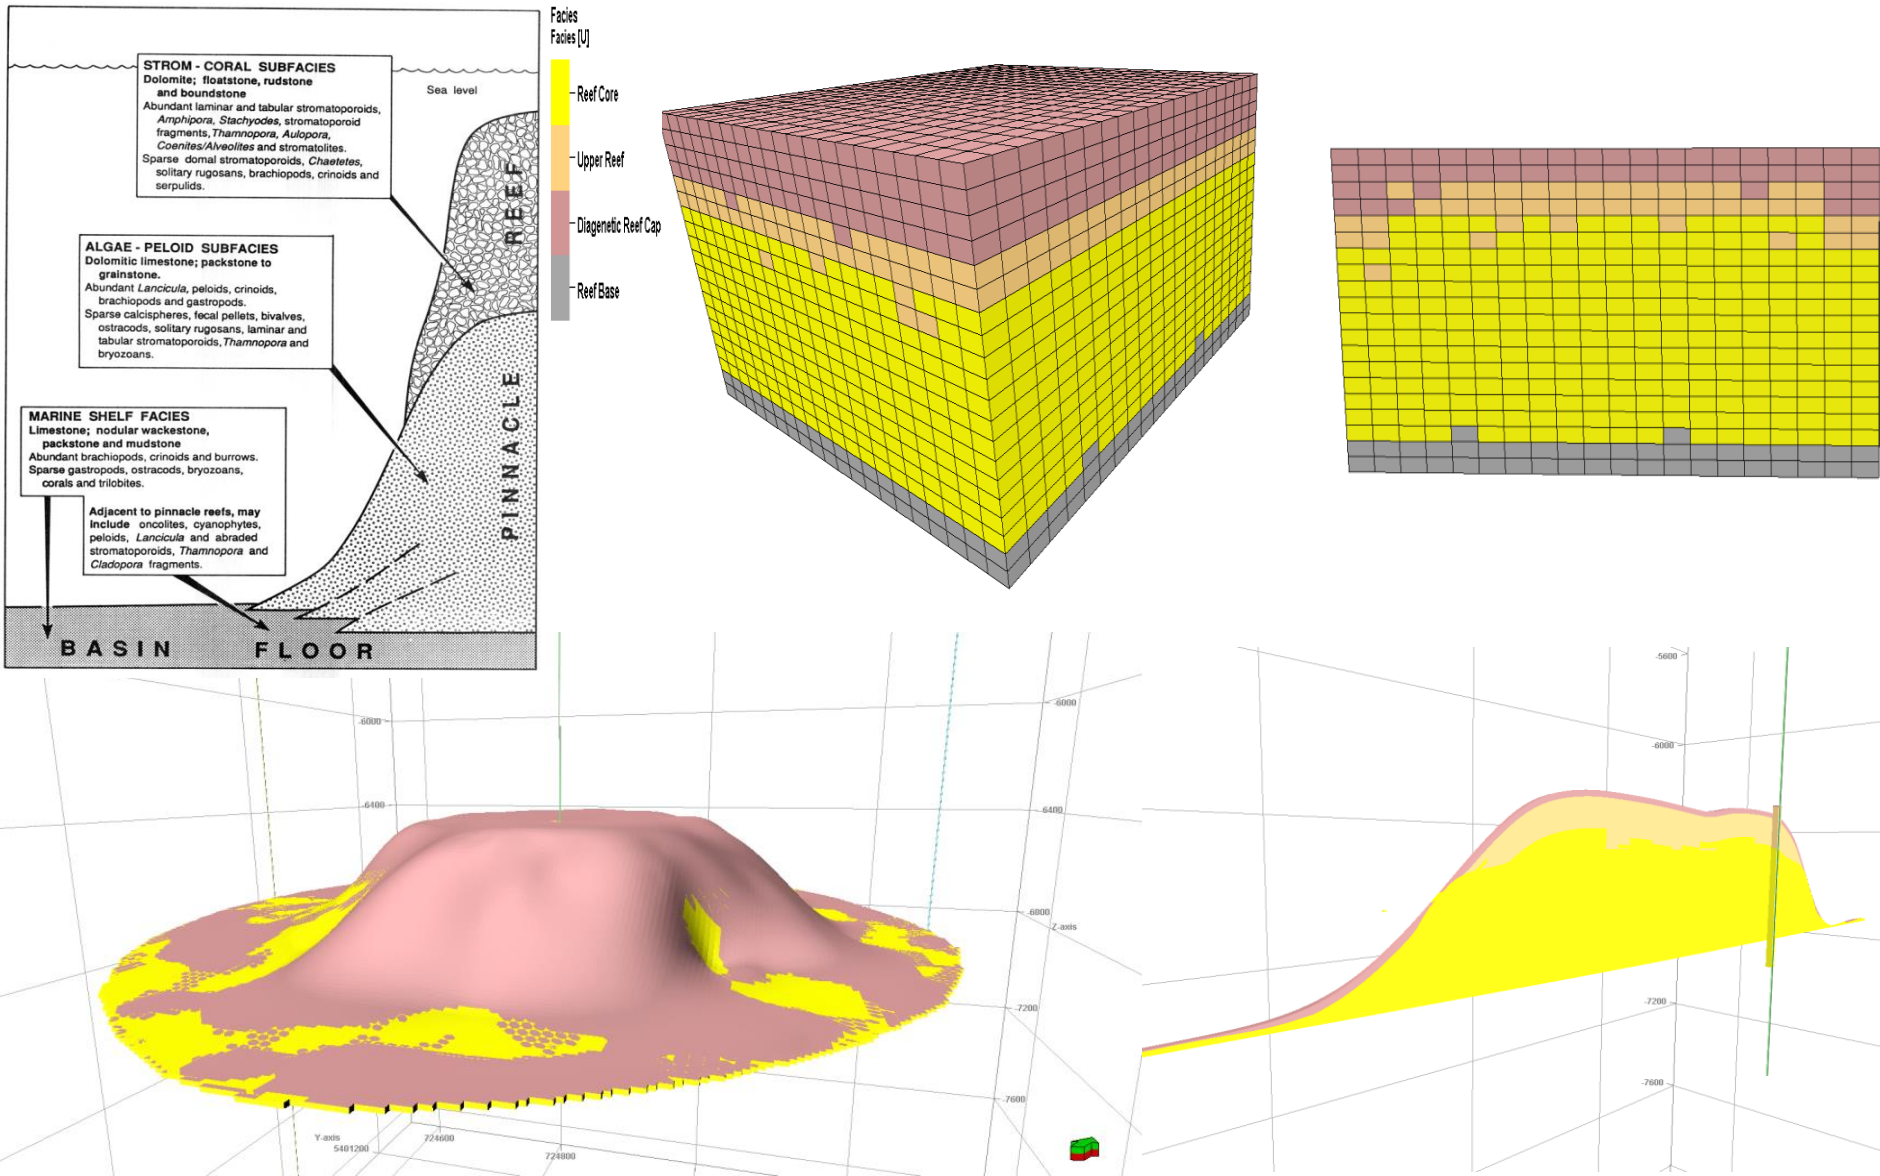 STROM - CORAL SUBFACIES
Dolomite; floatstone, rudstone
and boundstone
Abundant laminar and tabular stromatoporoids,
Amphipora, Stachyodes, stromatoporoid
fragments, Thamnopora, Aulopora,
Coenites/Alveolites and stromatolites.
Sparse domal stromatoporoids, Chaetetes,
solitary rugosans, brachiopods, crinoids and
serpulids.
Sea level
ALGAE - PELOID SUBFACIES
Dolomitic limestone; packstone to
grainstone.
Abundant Lancicula, peloids, crinoids,
brachiopods and gastropods.
Sparse calcispheres, fecal pellets, bivalves,
ostracods, solitary rugosans, laminar and
tabular stromatoporoids, Thamnopora and
bryozoans.
MARINE SHELF FACIES
Limestone; nodular wackestone,
packstone and mudstone
Abundant brachiopods, crinoids and burrows.
Sparse gastropods, ostracods, bryozoans,
corals and trilobites.
Adjacent to pinnacle reefs, may
include oncolites, cyanophytes,
peloids, Lancicula and abraded
stromatoporoids, Thamnopora and
Cladopora fragments.
PINNACLE REEF
BASIN FLOOR
Facies
Facies [U]
Reef Core
Upper Reef
Diagenetic Reef Cap
Reef Base
-6000
-6400
-6000
-6400
-6800
Z-axis
-7200
-7600
Y-axis
5401200
724600
724800
-5600
-6000
-7200
-7600